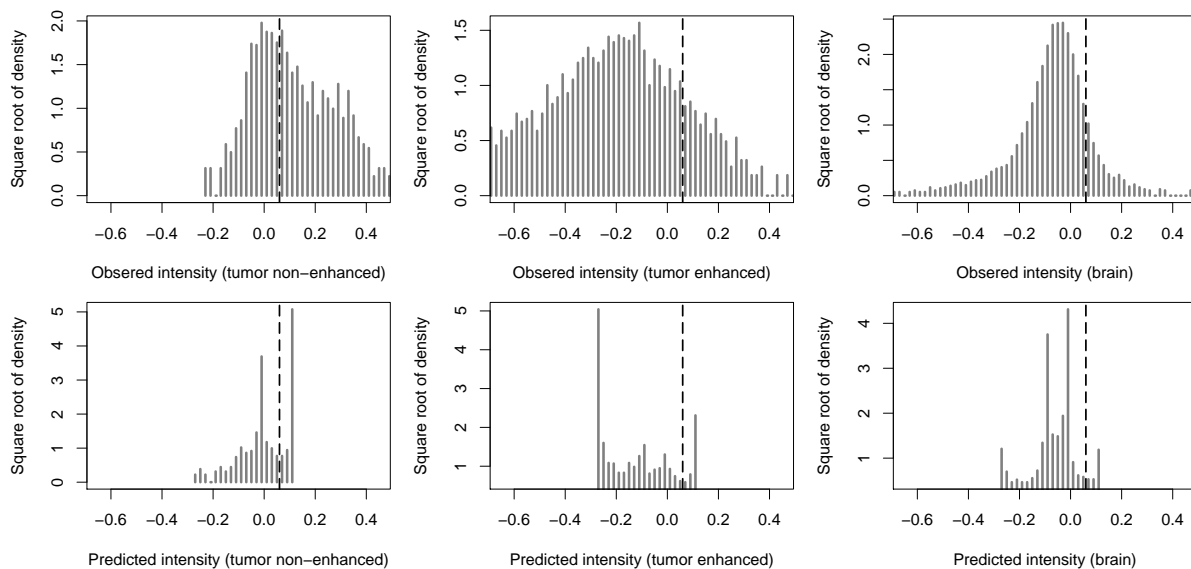 Square root of density
0.0 0.5 1.0 1.5 2.0
−0.6 −0.4 −0.2 0.0 0.2 0.4
Obsered intensity (tumor non−enhanced)
Square root of density
0.0 0.5 1.0 1.5
−0.6 −0.4 −0.2 0.0 0.2 0.4
Obsered intensity (tumor enhanced)
Square root of density
0.0 1.0 2.0
−0.6 −0.4 −0.2 0.0 0.2 0.4
Obsered intensity (brain)
Square root of density
0 1 2 3 4 5
−0.6 −0.4 −0.2 0.0 0.2 0.4
Predicted intensity (tumor non−enhanced)
Square root of density
1 2 3 4 5
−0.6 −0.4 −0.2 0.0 0.2 0.4
Predicted intensity (tumor enhanced)
Square root of density
1 2 3 4
−0.6 −0.4 −0.2 0.0 0.2 0.4
Predicted intensity (brain)